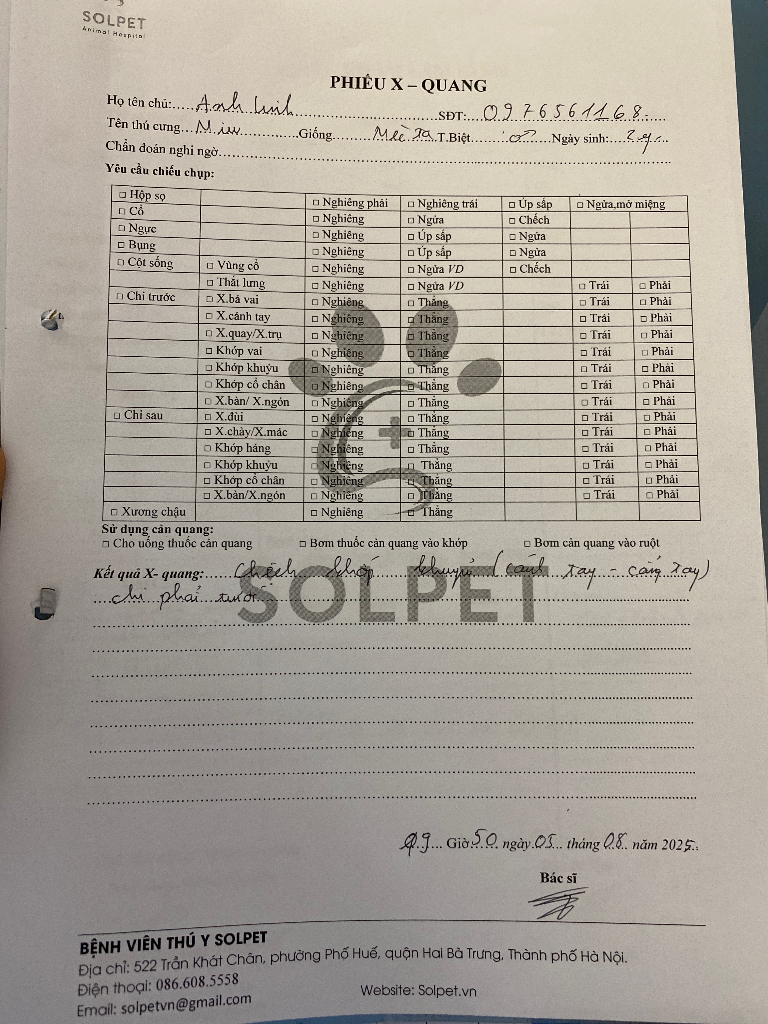 SOLPET
Animal Hospital
PHIẾU X – QUANG
Họ tên chủ:.....Anh Linh..........SĐT:...0976561168.
Tên thú cưng...Miu..........Giống........Mèo Ta.T.Biệt......♂...Ngày sinh:...2y...
Chẩn đoán nghi ngờ..........
Yêu cầu chiếu chụp:
□ Hộp sọ □ Nghiêng phải □ Nghiêng trái □ Úp sấp □ Ngửa,mở miệng
□ Cổ □ Nghiêng □ Ngửa □ Chếch
□ Ngực □ Nghiêng □ Úp sấp □ Ngửa
□ Bụng □ Nghiêng □ Úp sấp □ Ngửa
□ Cột sống □ Vùng cổ □ Nghiêng □ Ngửa VD □ Chếch
□ Thắt lưng □ Nghiêng □ Ngửa VD □ Trái □ Phải
□ Chi trước □ X.bả vai □ Nghiêng □ Thẳng □ Trái □ Phải
□ X.cánh tay □ Nghiêng □ Thẳng □ Trái □ Phải
□ X.quay/X.trụ □ Nghiêng □ Thẳng □ Trái □ Phải
□ Khớp vai □ Nghiêng □ Thẳng □ Trái □ Phải
□ Khớp khuỷu □ Nghiêng □ Thẳng □ Trái □ Phải
□ Khớp cổ chân □ Nghiêng □ Thẳng □ Trái □ Phải
□ X.bàn/ X.ngón □ Nghiêng □ Thẳng □ Trái □ Phải
□ Chi sau □ X.đùi □ Nghiêng □ Thẳng □ Trái □ Phải
□ X.chày/X.mác □ Nghiêng □ Thẳng □ Trái □ Phải
□ Khớp háng □ Nghiêng □ Thẳng □ Trái □ Phải
□ Khớp khuỷu □ Nghiêng □ Thẳng □ Trái □ Phải
□ Khớp cổ chân □ Nghiêng □ Thẳng □ Trái □ Phải
□ X.bàn/X.ngón □ Nghiêng □ Thẳng □ Trái □ Phải
□ Xương chậu □ Nghiêng □ Thẳng
Sử dụng cản quang:
□ Cho uống thuốc cản quang □ Bơm thuốc cản quang vào khớp □ Bơm cản quang vào ruột
Kết quả X- quang:....Chệch khớp khuỷu (cánh tay - cẳng tay)
chi phải trước
SOLPET
09... Giờ 50. ngày.05... tháng 08.. năm 2025..
Bác sĩ
BỆNH VIỆN THÚ Y SOLPET
Địa chỉ: 522 Trần Khát Chân, phường Phố Huế, quận Hai Bà Trưng, Thành phố Hà Nội.
Điện thoại: 086.608.5558
Website: Solpet.vn
Email: solpetvn@gmail.com